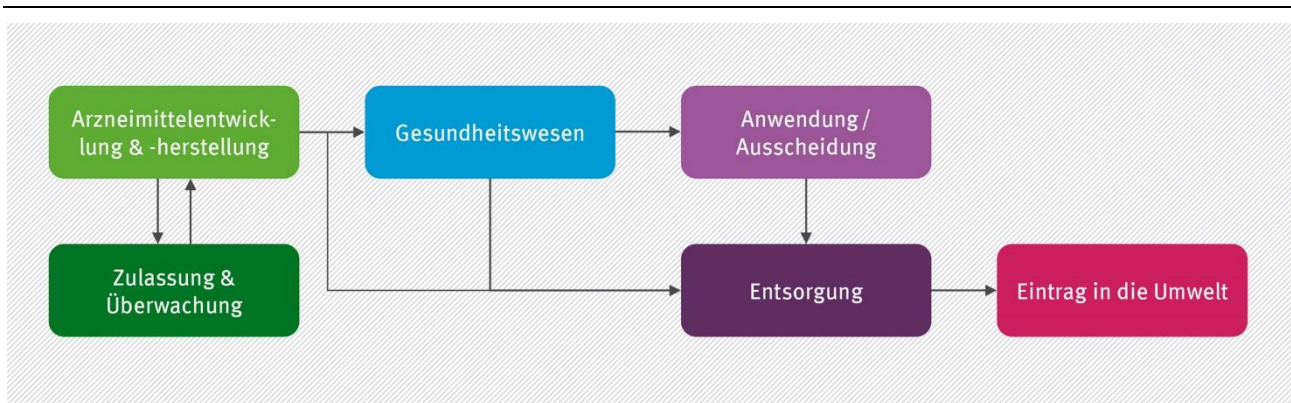 Arzneimittelentwick-
lung & -herstellung
Gesundheitswesen
Anwendung /
Ausscheidung
Zulassung &
Überwachung
Entsorgung
Eintrag in die Umwelt